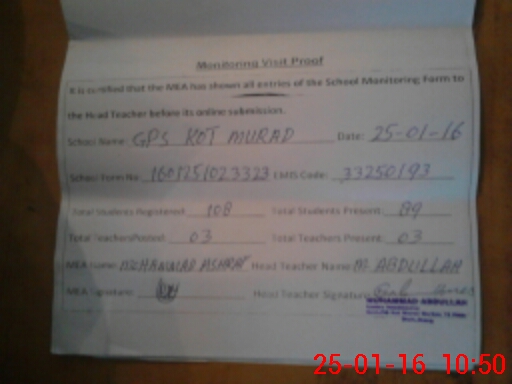 Monitoring Visit Proof
It is certified that the MEA has shown all entries of the School Monitoring Form to
the Head Teacher before its online submission.
School Name: GPS KOT MURAD Date: 25-01-16
School Form No: 1601251023323 EMIS Code: 33250193
Total Students Registered: 108 Total Students Present: 89
Total Teachers Posted: 03 Total Teachers Present: 03
MEA Name: MUHAMMAD ASHRAF Head Teacher Name: M. ABDULLAH
MEA Signature: Head Teacher Signature:
MUHAMMAD ABDULLAH
25-01-16 10:50